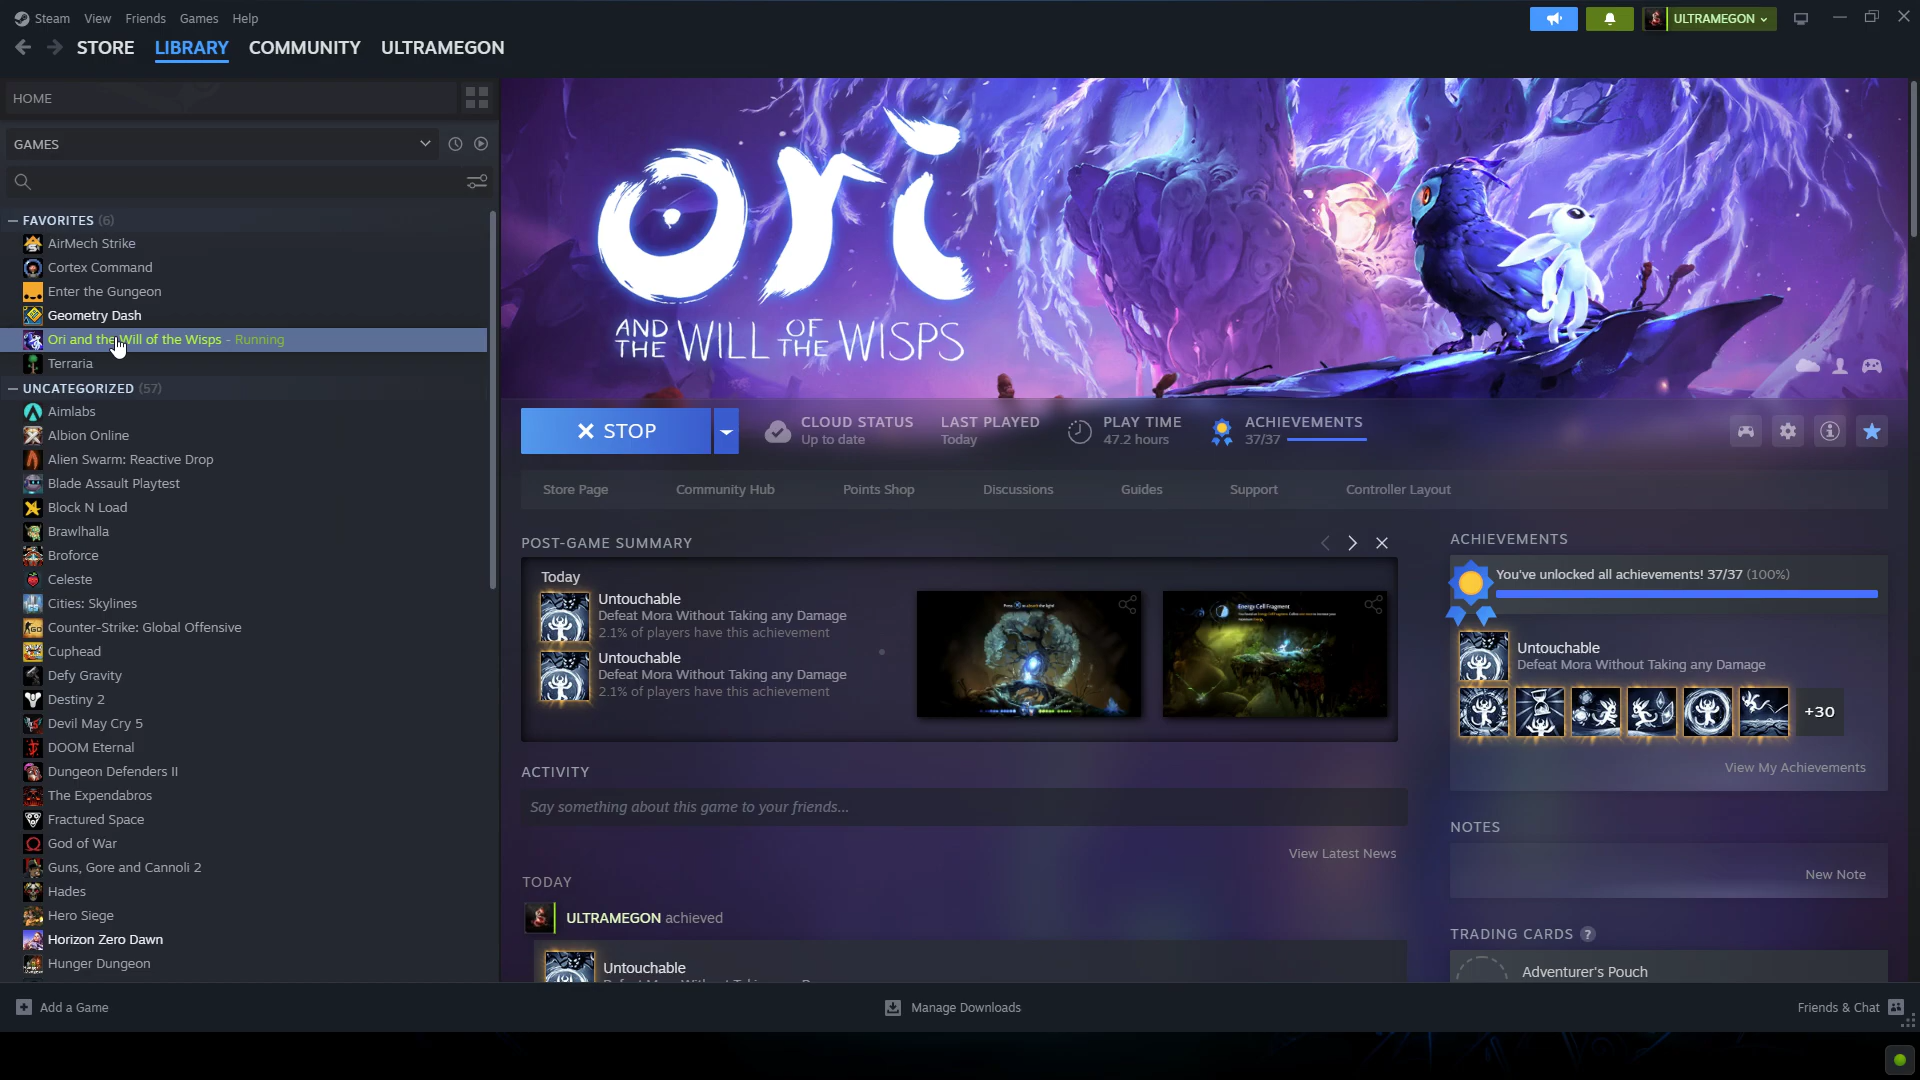 Steam View Friends Games Help
ULTRAMEGON
STORE LIBRARY COMMUNITY ULTRAMEGON
HOME
GAMES
FAVORITES (6)
AirMech Strike
Cortex Command
Enter the Gungeon
Geometry Dash
Ori and the Will of the Wisps - Running
Terraria
UNCATEGORIZED (57)
Aimlabs
Albion Online
Alien Swarm: Reactive Drop
Blade Assault Playtest
Block N Load
Brawlhalla
Broforce
Celeste
Cities: Skylines
Counter-Strike: Global Offensive
Cuphead
Defy Gravity
Destiny 2
Devil May Cry 5
DOOM Eternal
Dungeon Defenders II
The Expendabros
Fractured Space
God of War
Guns, Gore and Cannoli 2
Hades
Hero Siege
Horizon Zero Dawn
Hunger Dungeon
ori
AND THE WILL OF THE WISPS
STOP
CLOUD STATUS
Up to date
LAST PLAYED
Today
PLAY TIME
47.2 hours
ACHIEVEMENTS
37/37
Store Page Community Hub Points Shop Discussions Guides Support Controller Layout
POST-GAME SUMMARY
Today
Untouchable
Defeat Mora Without Taking any Damage
2.1% of players have this achievement
Untouchable
Defeat Mora Without Taking any Damage
2.1% of players have this achievement
Energy Cell Fragment
ACTIVITY
Say something about this game to your friends...
View Latest News
TODAY
ULTRAMEGON achieved
Untouchable
ACHIEVEMENTS
You've unlocked all achievements! 37/37 (100%)
Untouchable
Defeat Mora Without Taking any Damage
+30
View My Achievements
NOTES
New Note
TRADING CARDS ?
Adventurer's Pouch
Add a Game
Manage Downloads
Friends & Chat